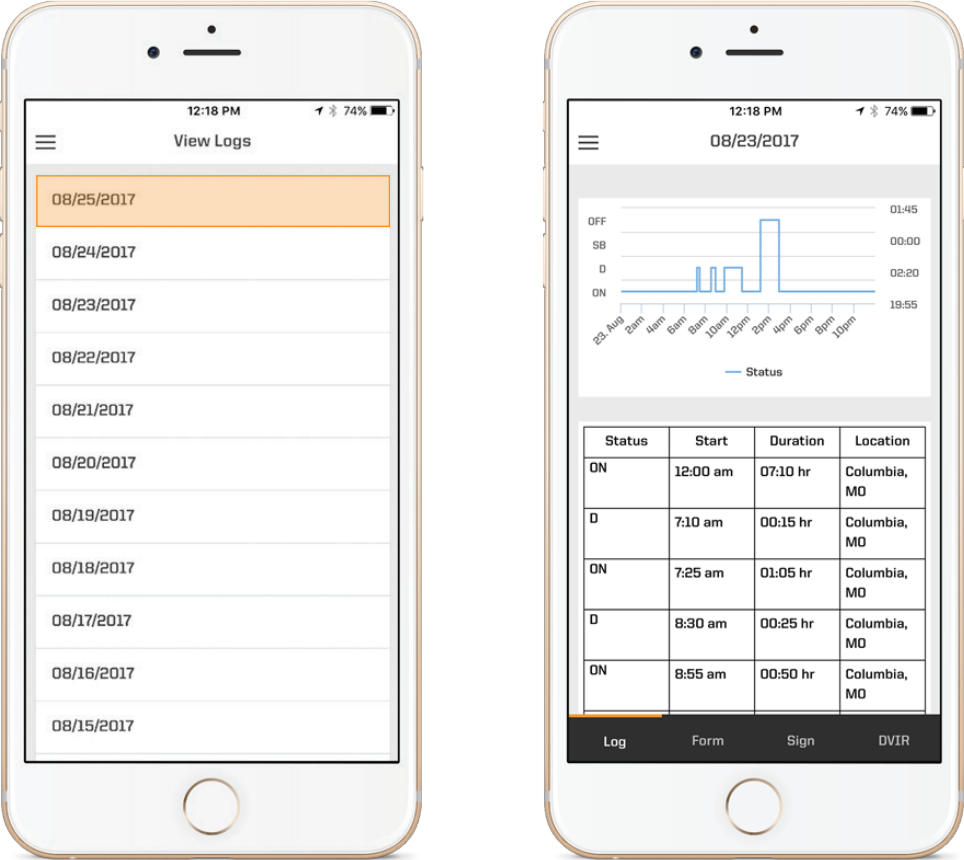 12:18 PM
74%
View Logs
08/25/2017
08/24/2017
08/23/2017
08/22/2017
08/21/2017
08/20/2017
08/19/2017
08/18/2017
08/17/2017
08/16/2017
08/15/2017
12:18 PM
74%
08/23/2017
OFF
SB
D
ON
01:45
00:00
02:20
19:55
23. Aug 2am 4am 6am 8am 10am 12pm 2pm 4pm 6pm 8pm 10pm
Status
Status Start Duration Location
ON 12:00 am 07:10 hr Columbia,
MO
D 7:10 am 00:15 hr Columbia,
MO
ON 7:25 am 01:05 hr Columbia,
MO
D 8:30 am 00:25 hr Columbia,
MO
ON 8:55 am 00:50 hr Columbia,
MO
Log Form Sign DVIR